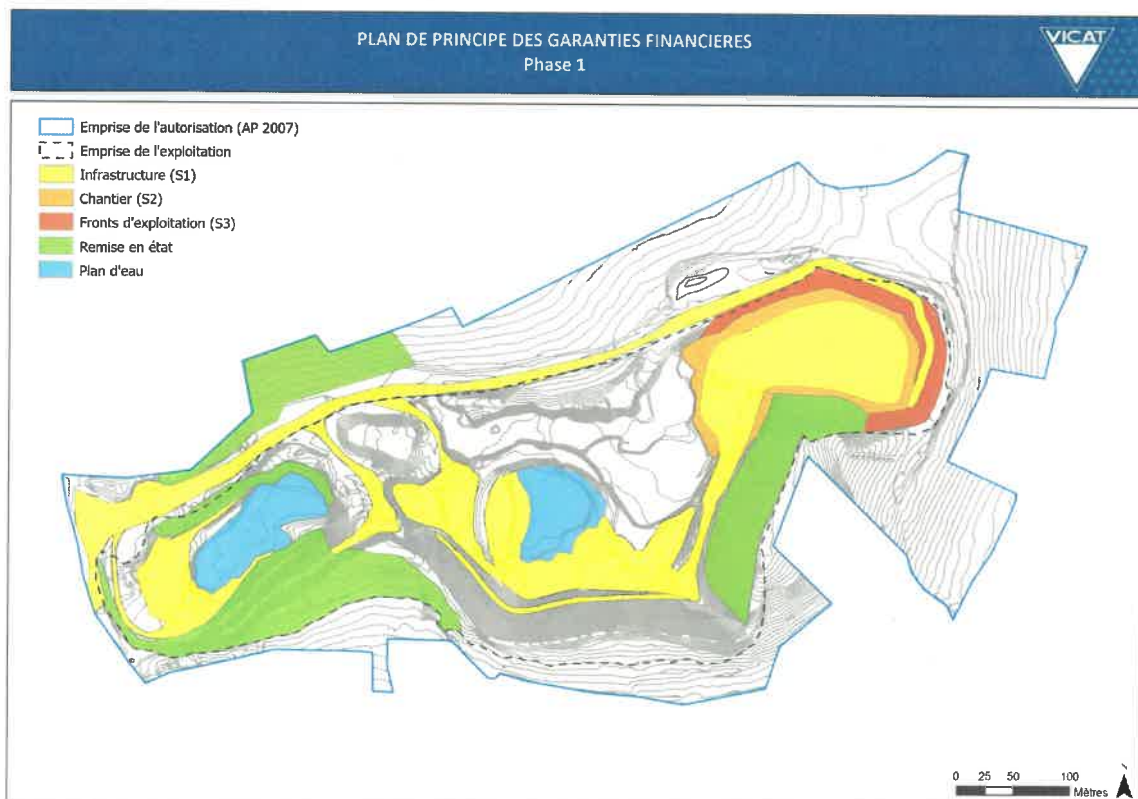 PLAN DE PRINCIPE DES GARANTIES FINANCIERES
Phase 1
VICAT
Emprise de l'autorisation (AP 2007)
Emprise de l'exploitation
Infrastructure (S1)
Chantier (S2)
Fronts d'exploitation (S3)
Remise en état
Plan d'eau
0 25 50 100
Mètres